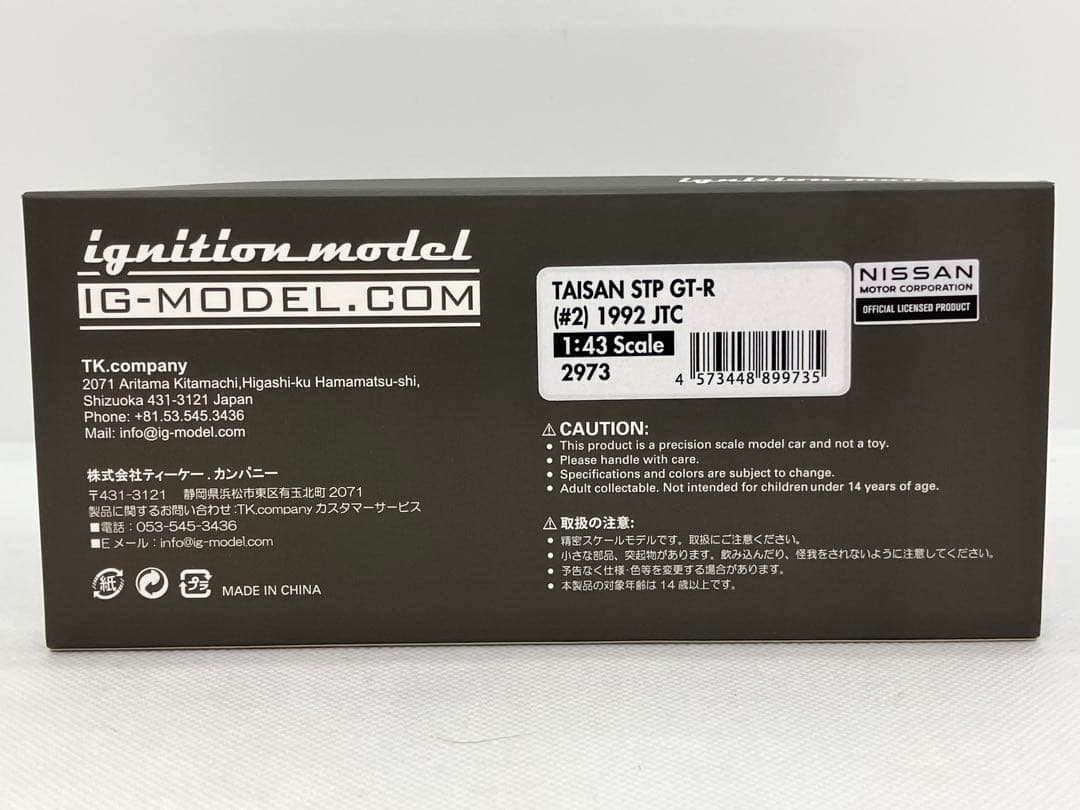 ignition model
ignition model
IG-MODEL.COM
TK.company
2071 Aritama Kitamachi,Higashi-ku Hamamatsu-shi,
Shizuoka 431-3121 Japan
Phone: +81.53.545.3436
Mail: info@ig-model.com
株式会社ティーケー.カンパニー
〒431-3121 静岡県浜松市東区有玉北町 2071
製品に関するお問い合わせ:TK.company カスタマーサービス
■電話：053-545-3436
■Eメール：info@ig-model.com
紙
プラ
MADE IN CHINA
TAISAN STP GT-R
(#2) 1992 JTC
1:43 Scale
2973
4 573448 899735
NISSAN
MOTOR CORPORATION
OFFICIAL LICENSED PRODUCT
⚠ CAUTION:
● This product is a precision scale model car and not a toy.
● Please handle with care.
● Specifications and colors are subject to change.
● Adult collectable. Not intended for children under 14 years of age.
⚠ 取扱の注意:
● 精密スケールモデルです。取扱にご注意ください。
● 小さな部品、突起物があります。飲み込んだり、怪我をされないように注意してください。
● 予告なく仕様・色等を変更する場合があります。
● 本製品の対象年齢は 14 歳以上です。